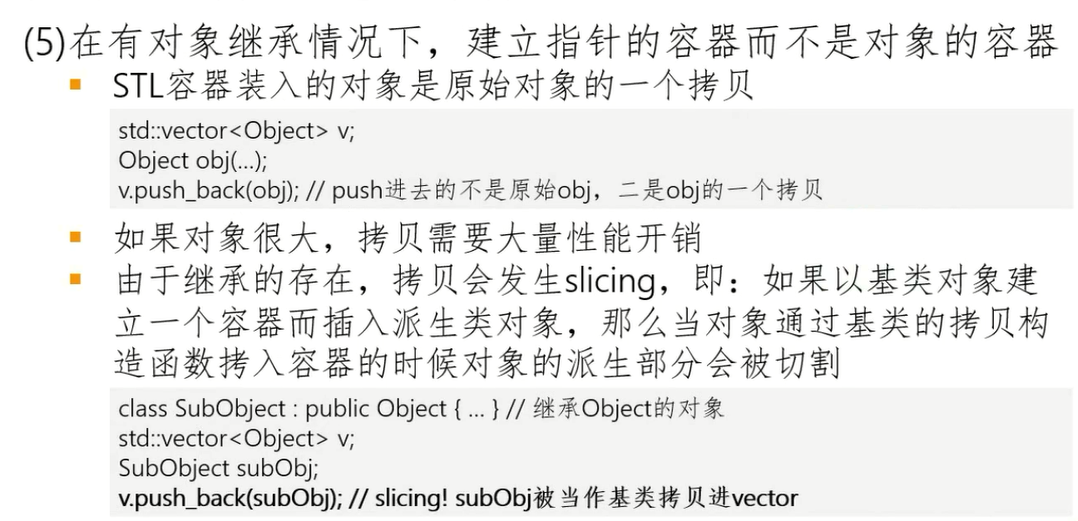 (5)在有对象继承情况下，建立指针的容器而不是对象的容器
STL容器装入的对象是原始对象的一个拷贝
std::vector<Object> v;
Object obj(...);
v.push_back(obj); // push进去的不是原始obj，二是obj的一个拷贝
如果对象很大，拷贝需要大量性能开销
由于继承的存在，拷贝会发生slicing，即：如果以基类对象建
立一个容器而插入派生类对象，那么当对象通过基类的拷贝构
造函数拷入容器的时候对象的派生部分会被切割
class SubObject : public Object { ... } // 继承Object的对象
std::vector<Object> v;
SubObject subObj;
v.push_back(subObj); // slicing! subObj被当作基类拷贝进vector